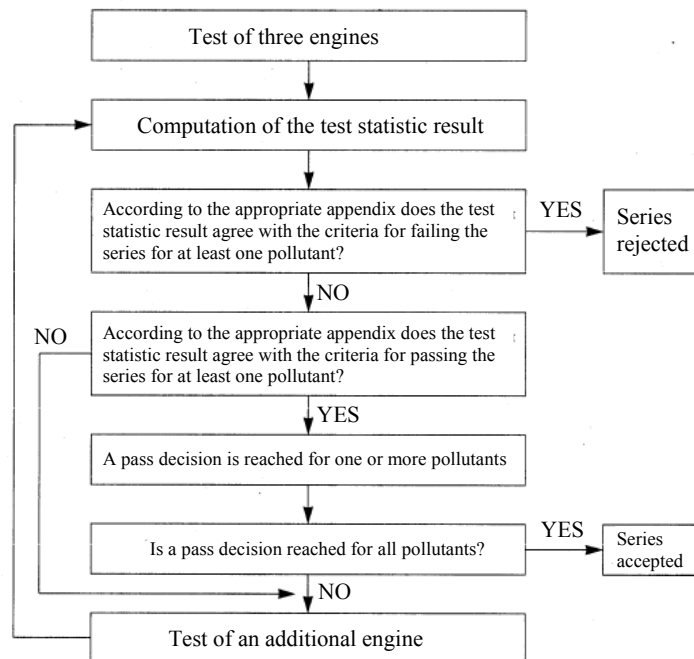 Test of three engines
Computation of the test statistic result
According to the appropriate appendix does the test
statistic result agree with the criteria for failing the
series for at least one pollutant?
YES
Series
rejected
NO
NO
According to the appropriate appendix does the test
statistic result agree with the criteria for passing the
series for at least one pollutant?
YES
A pass decision is reached for one or more pollutants
Is a pass decision reached for all pollutants?
YES
Series
accepted
NO
Test of an additional engine